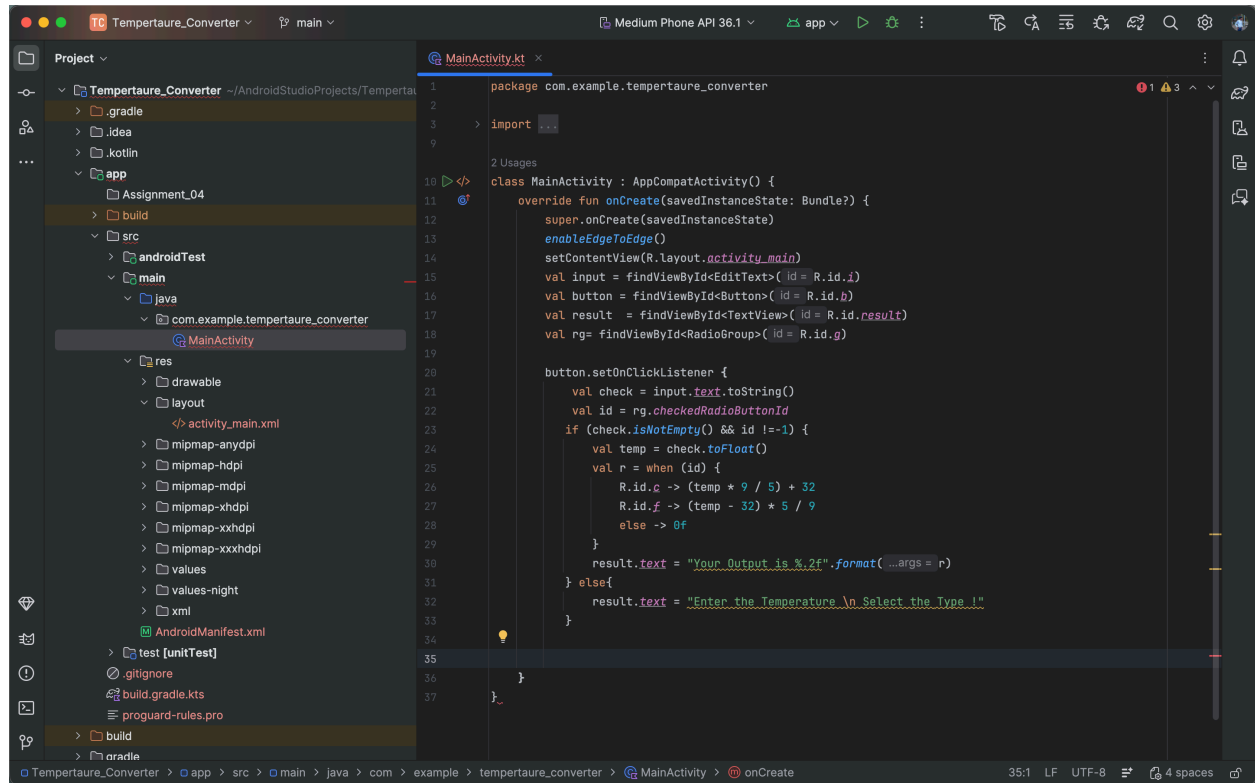 TC Tempertaure_Converter main Medium Phone API 36.1 app
Project
MainActivity.kt
Tempertaure_Converter ~/AndroidStudioProjects/Tempertau
.gradle
.idea
.kotlin
app
Assignment_04
build
src
androidTest
main
java
com.example.tempertaure_converter
MainActivity
res
drawable
layout
</> activity_main.xml
mipmap-anydpi
mipmap-hdpi
mipmap-mdpi
mipmap-xhdpi
mipmap-xxhdpi
mipmap-xxxhdpi
values
values-night
xml
M AndroidManifest.xml
test [unitTest]
.gitignore
build.gradle.kts
proguard-rules.pro
build
gradle
1 package com.example.tempertaure_converter
1 3
2
3 import ...
9
2 Usages
10 </> class MainActivity : AppCompatActivity() {
11 override fun onCreate(savedInstanceState: Bundle?) {
12 super.onCreate(savedInstanceState)
13 enableEdgeToEdge()
14 setContentView(R.layout.activity_main)
15 val input = findViewById<EditText>( id = R.id.i)
16 val button = findViewById<Button>( id = R.id.b)
17 val result  = findViewById<TextView>( id = R.id.result)
18 val rg= findViewById<RadioGroup>( id = R.id.g)
19
20 button.setOnClickListener {
21 val check = input.text.toString()
22 val id = rg.checkedRadioButtonId
23 if (check.isNotEmpty() && id !=-1) {
24 val temp = check.toFloat()
25 val r = when (id) {
26 R.id.c -> (temp * 9 / 5) + 32
27 R.id.f -> (temp - 32) * 5 / 9
28 else -> 0f
29 }
30 result.text = "Your Output is %.2f".format( ...args = r)
31 } else{
32 result.text = "Enter the Temperature \n Select the Type !"
33 }
34
35
36 }
37 }
Tempertaure_Converter > app > src > main > java > com > example > tempertaure_converter > MainActivity > m onCreate 35:1 LF UTF-8 4 spaces